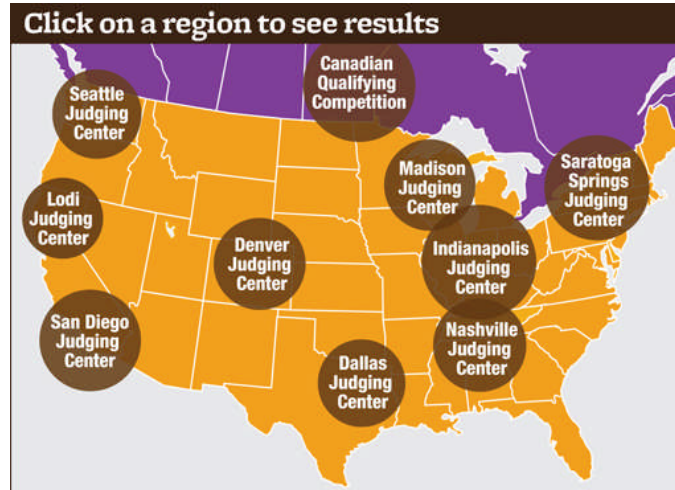 Click on a region to see results
Canadian
Qualifying
Competition
Seattle
Judging
Center
Madison
Judging
Center
Saratoga
Springs
Judging
Center
Lodi
Judging
Center
Denver
Judging
Center
Indianapolis
Judging
Center
San Diego
Judging
Center
Nashville
Judging
Center
Dallas
Judging
Center